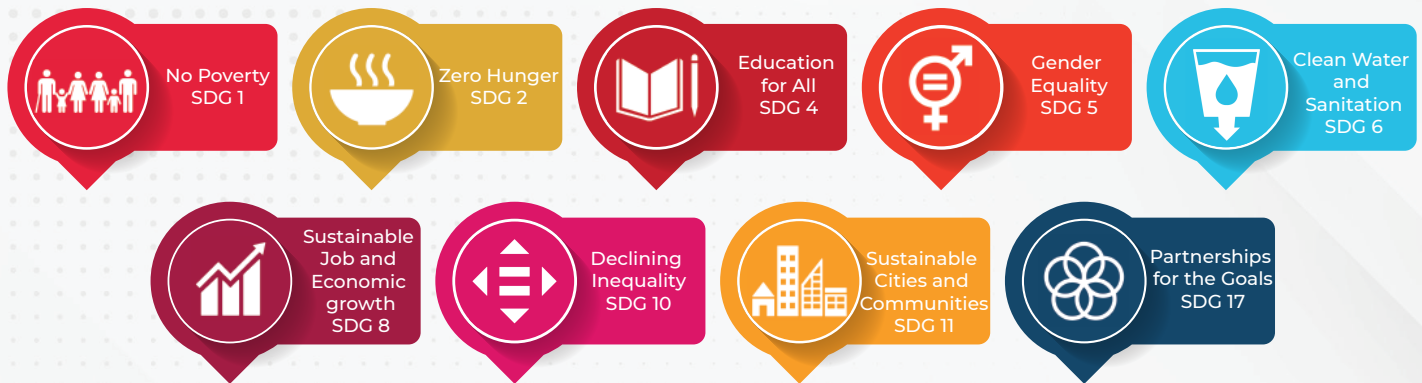 No Poverty
SDG 1
Zero Hunger
SDG 2
Education
for All
SDG 4
Gender
Equality
SDG 5
Clean Water
and
Sanitation
SDG 6
Sustainable
Job and
Economic
growth
SDG 8
Declining
Inequality
SDG 10
Sustainable
Cities and
Communities
SDG 11
Partnerships
for the Goals
SDG 17